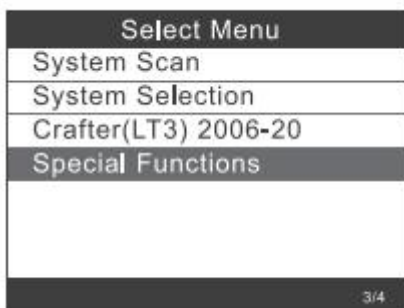 Select Menu
System Scan
System Selection
Crafter(LT3) 2006-20
Special Functions
3/4